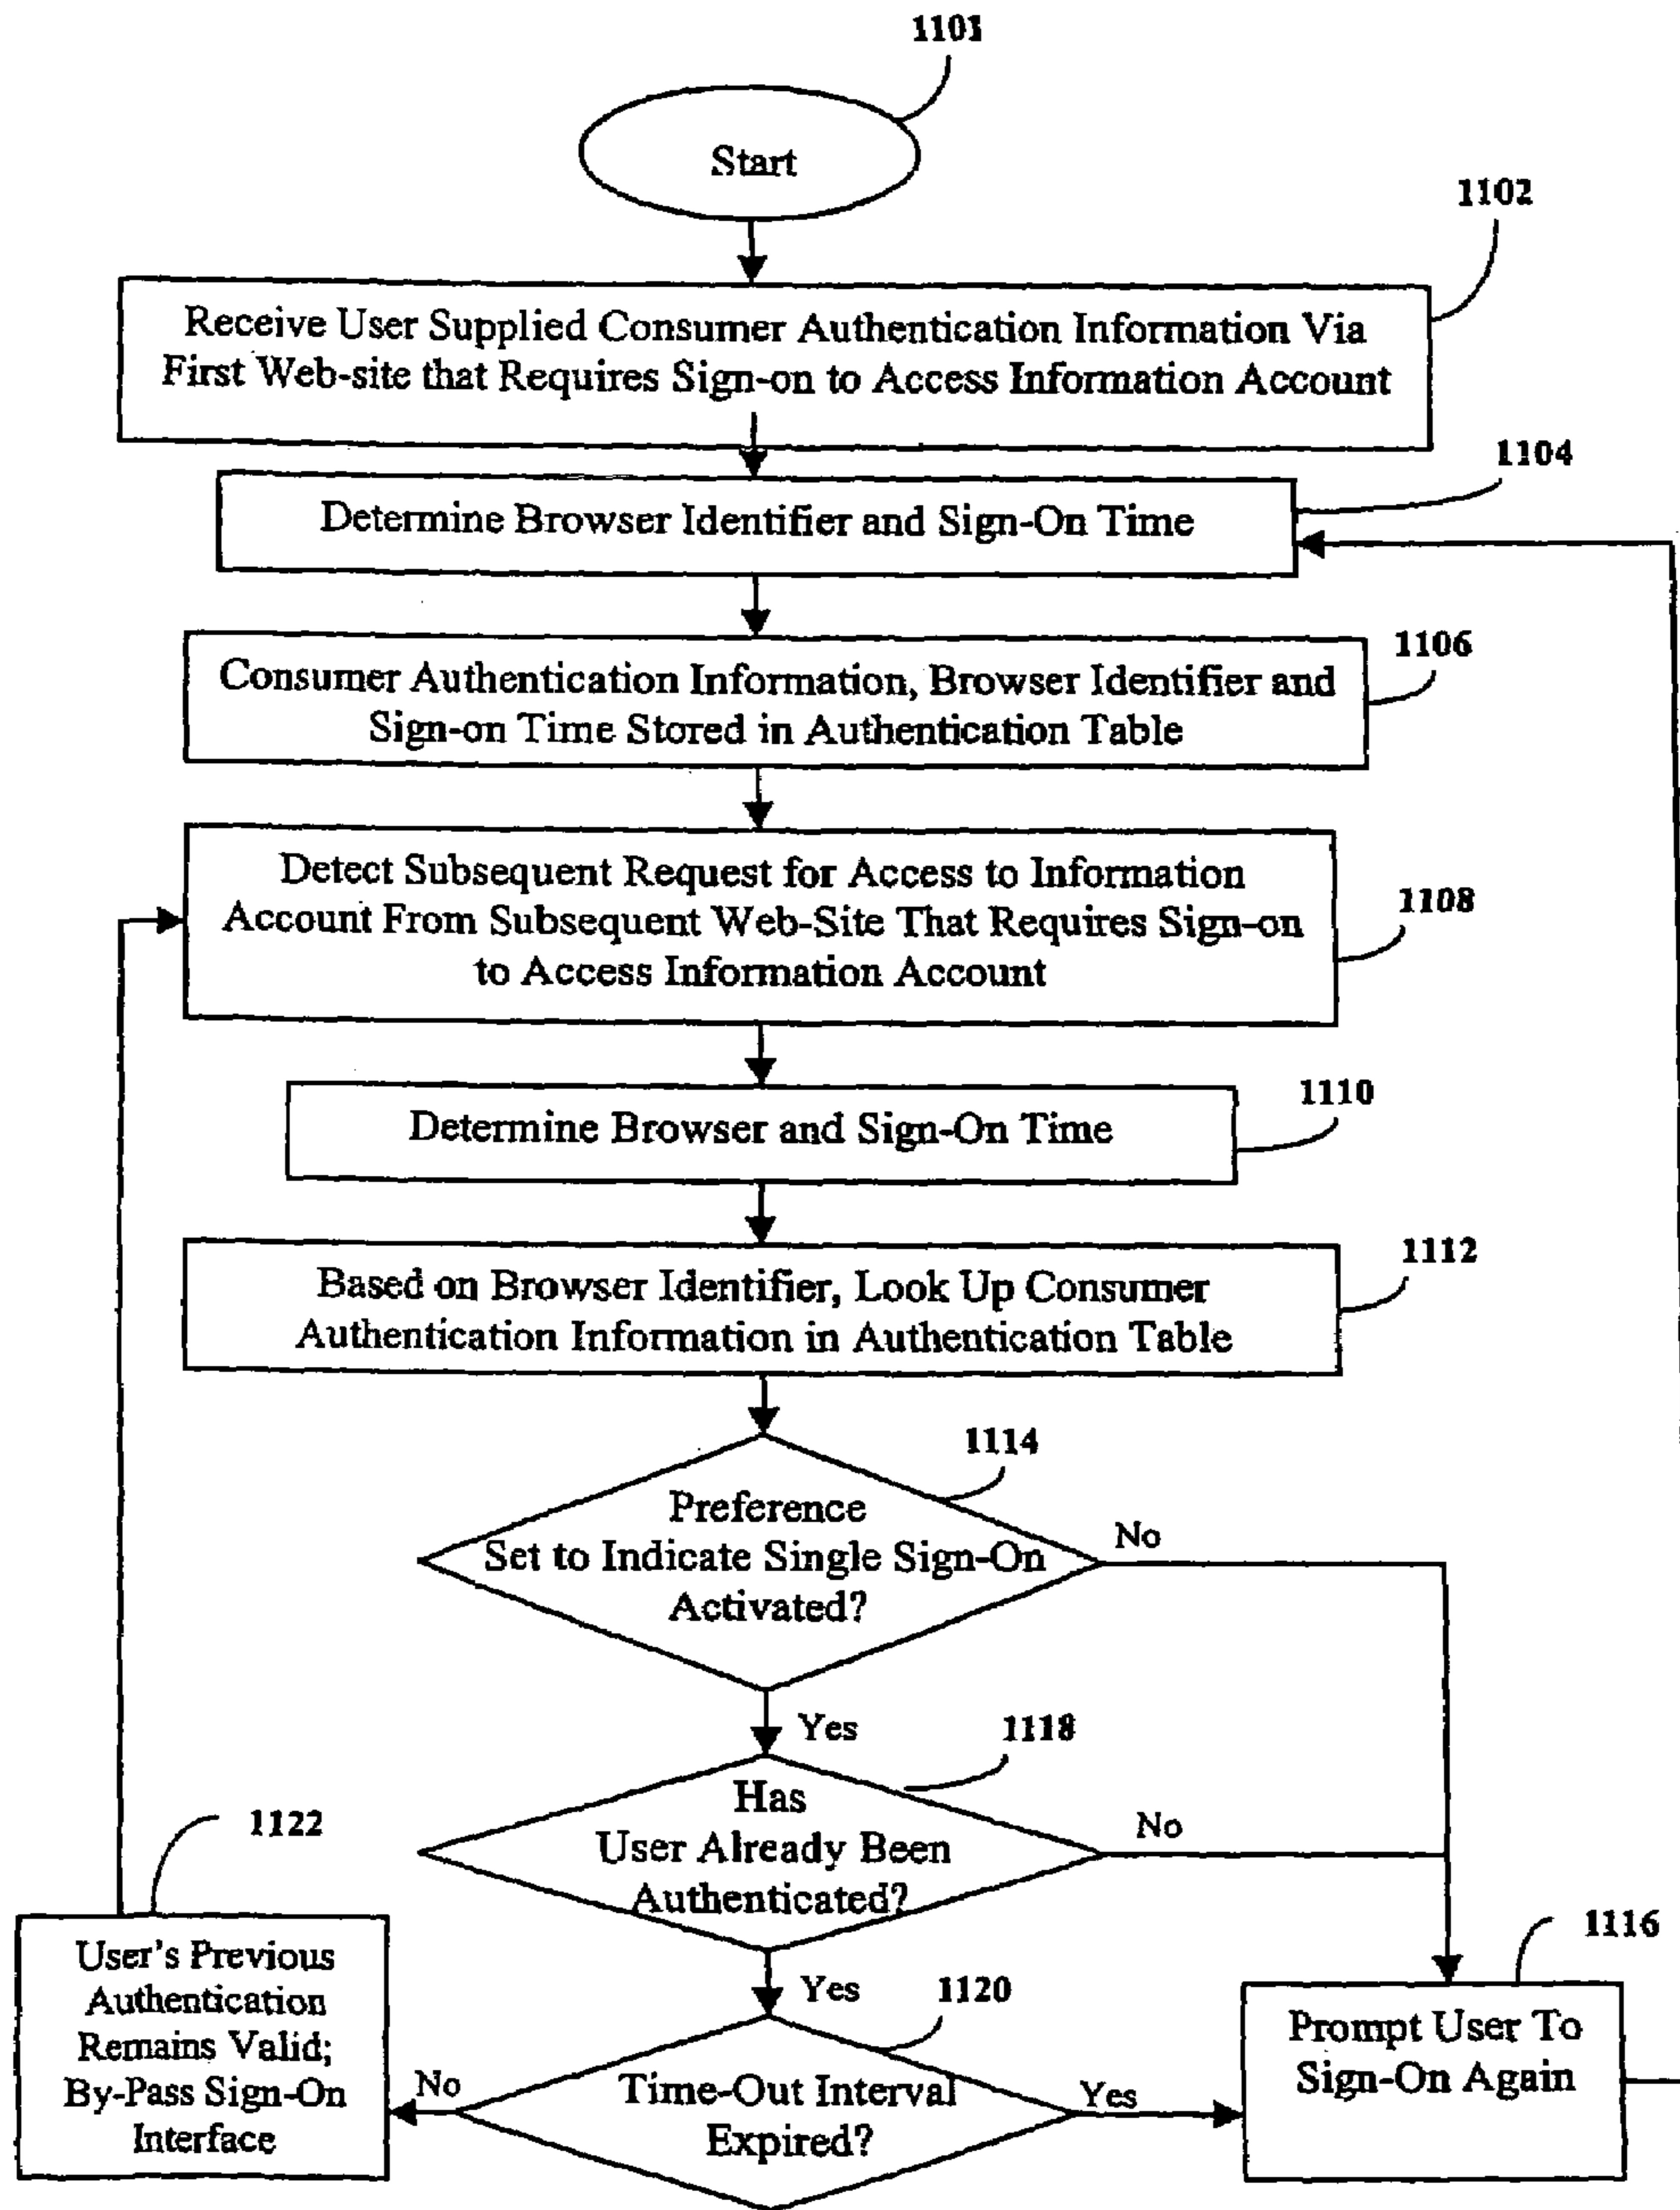 1101
Start
1102
Receive User Supplied Consumer Authentication Information Via
First Web-site that Requires Sign-on to Access Information Account
1104
Determine Browser Identifier and Sign-On Time
1106
Consumer Authentication Information, Browser Identifier and
Sign-on Time Stored in Authentication Table
Detect Subsequent Request for Access to Information
Account From Subsequent Web-Site That Requires Sign-on
to Access Information Account
1108
1110
Determine Browser and Sign-On Time
1112
Based on Browser Identifier, Look Up Consumer
Authentication Information in Authentication Table
1114
Preference
Set to Indicate Single Sign-On
Activated?
No
Yes
1118
Has
User Already Been
Authenticated?
No
Yes
1122
User's Previous
Authentication
Remains Valid;
By-Pass Sign-On
Interface
No
1120
Time-Out Interval
Expired?
Yes
1116
Prompt User To
Sign-On Again